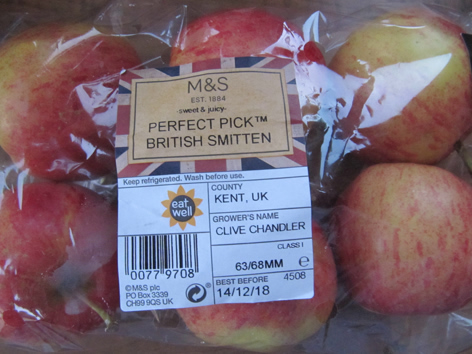 M&S
EST. 1884
-sweet & juicy-
PERFECT PICK™
BRITISH SMITTEN
Keep refrigerated. Wash before use.
eat
well
COUNTY
KENT, UK
GROWER'S NAME
CLIVE CHANDLER
CLASS I
63/68MM e
BEST BEFORE 4508
14/12/18
00779708
©M&S plc
PO Box 3339
CH99 9QS UK